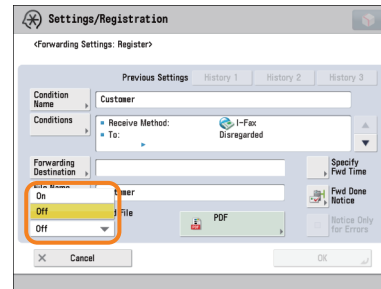 Settings/Registration
<Forwarding Settings: Register>
Previous Settings History 1 History 2 History 3
Condition Name Customer
Conditions
Receive Method: I-Fax
To: Disregarded
Forwarding Destination
Specify Fwd Time
File Name
On
Off
Off
PDF
Fwd Done Notice
Notice Only for Errors
Cancel
OK